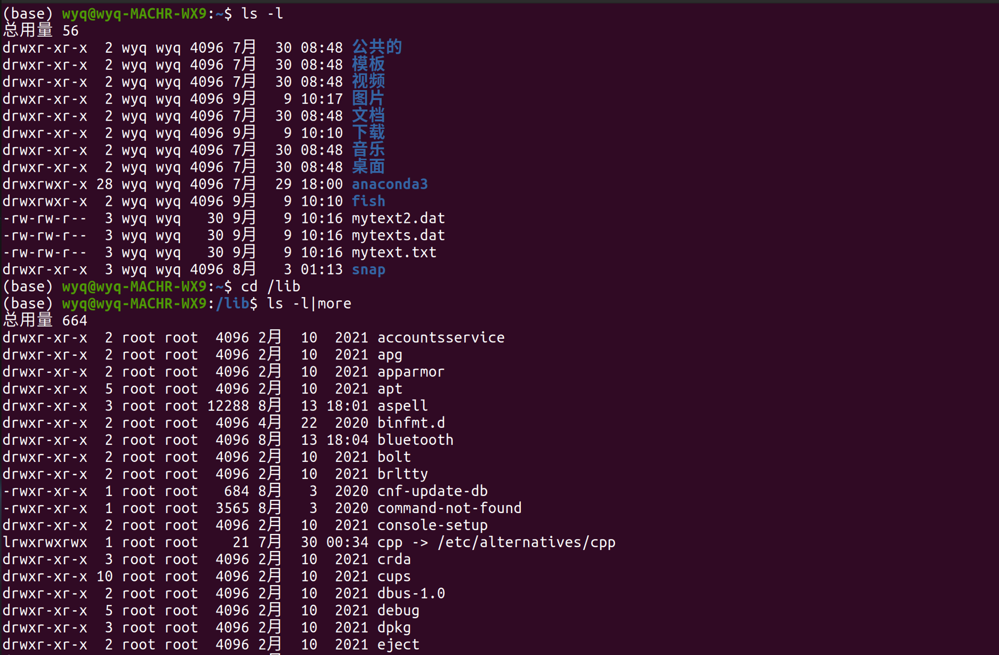 (base) wyq@wyq-MACHR-WX9:~$ ls -l
总用量 56
drwxr-xr-x  2 wyq wyq 4096 7月  30 08:48 公共的
drwxr-xr-x  2 wyq wyq 4096 7月  30 08:48 模板
drwxr-xr-x  2 wyq wyq 4096 7月  30 08:48 视频
drwxr-xr-x  2 wyq wyq 4096 9月   9 10:17 图片
drwxr-xr-x  2 wyq wyq 4096 7月  30 08:48 文档
drwxr-xr-x  2 wyq wyq 4096 9月   9 10:10 下载
drwxr-xr-x  2 wyq wyq 4096 7月  30 08:48 音乐
drwxr-xr-x  2 wyq wyq 4096 7月  30 08:48 桌面
drwxrwxr-x 28 wyq wyq 4096 7月  29 18:00 anaconda3
drwxrwxr-x  2 wyq wyq 4096 9月   9 10:10 fish
-rw-rw-r--  3 wyq wyq   30 9月   9 10:16 mytext2.dat
-rw-rw-r--  3 wyq wyq   30 9月   9 10:16 mytexts.dat
-rw-rw-r--  3 wyq wyq   30 9月   9 10:16 mytext.txt
drwxr-xr-x  3 wyq wyq 4096 8月   3 01:13 snap
(base) wyq@wyq-MACHR-WX9:~$ cd /lib
(base) wyq@wyq-MACHR-WX9:/lib$ ls -l|more
总用量 664
drwxr-xr-x  2 root root  4096 2月  10  2021 accountsservice
drwxr-xr-x  2 root root  4096 2月  10  2021 apg
drwxr-xr-x  2 root root  4096 2月  10  2021 apparmor
drwxr-xr-x  5 root root  4096 2月  10  2021 apt
drwxr-xr-x  3 root root 12288 8月  13 18:01 aspell
drwxr-xr-x  2 root root  4096 4月  22  2020 binfmt.d
drwxr-xr-x  2 root root  4096 8月  13 18:04 bluetooth
drwxr-xr-x  2 root root  4096 2月  10  2021 bolt
drwxr-xr-x  2 root root  4096 2月  10  2021 brltty
-rwxr-xr-x  1 root root   684 8月   3  2020 cnf-update-db
-rwxr-xr-x  1 root root  3565 8月   3  2020 command-not-found
drwxr-xr-x  2 root root  4096 2月  10  2021 console-setup
lrwxrwxrwx  1 root root    21 7月  30 00:34 cpp -> /etc/alternatives/cpp
drwxr-xr-x  3 root root  4096 2月  10  2021 crda
drwxr-xr-x 10 root root  4096 2月  10  2021 cups
drwxr-xr-x  2 root root  4096 2月  10  2021 dbus-1.0
drwxr-xr-x  5 root root  4096 2月  10  2021 debug
drwxr-xr-x  3 root root  4096 2月  10  2021 dpkg
drwxr-xr-x  2 root root  4096 2月  10  2021 eject